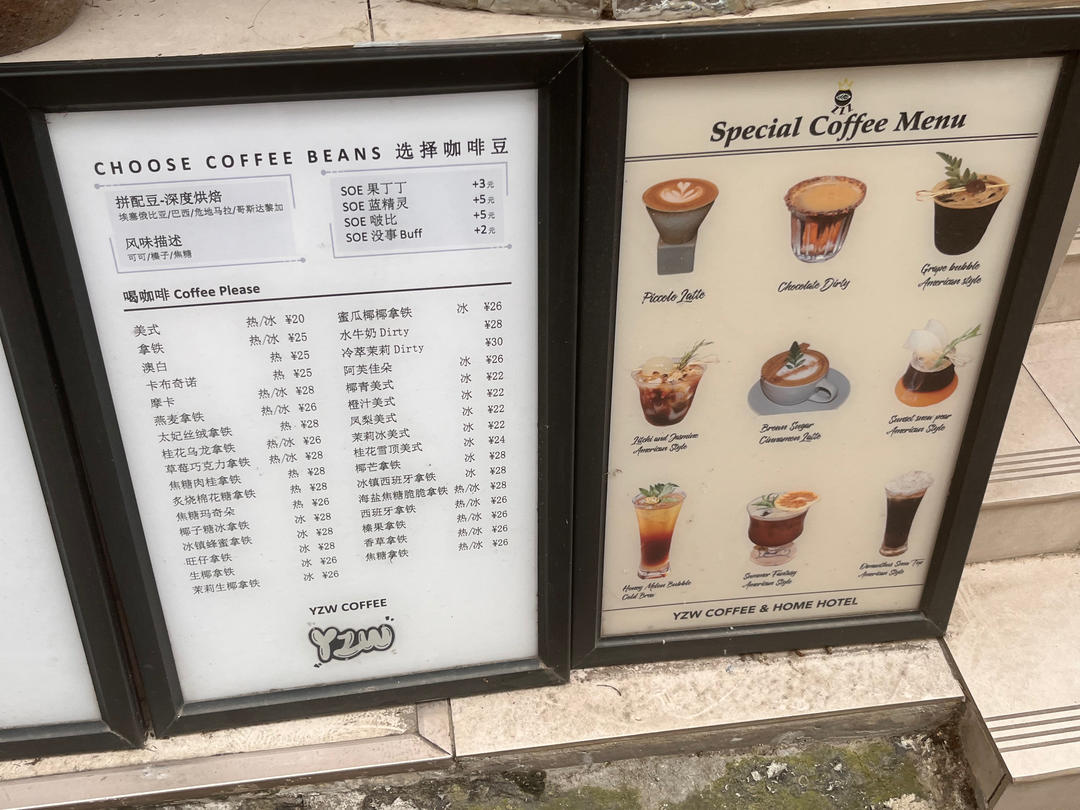 CHOOSE COFFEE BEANS 选择咖啡豆
拼配豆-深度烘焙
埃塞俄比亚/巴西/危地马拉/哥斯达黎加
风味描述
可可/榛子/焦糖
SOE 果丁丁 +3元
SOE 蓝精灵 +5元
SOE 啵比 +5元
SOE 没事 Buff +2元
喝咖啡 Coffee Please
美式 热/冰 ¥20
拿铁 热/冰 ¥25
澳白 热 ¥25
卡布奇诺 热 ¥25
摩卡 热/冰 ¥28
燕麦拿铁 热/冰 ¥26
太妃丝绒拿铁 热 ¥28
桂花乌龙拿铁 热/冰 ¥26
草莓巧克力拿铁 热/冰 ¥28
焦糖肉桂拿铁 热 ¥28
炙烧棉花糖拿铁 热 ¥28
焦糖玛奇朵 热 ¥26
椰子糖冰拿铁 冰 ¥28
冰镇蜂蜜拿铁 冰 ¥28
旺仔拿铁 冰 ¥28
生椰拿铁 冰 ¥26
茉莉生椰拿铁 冰 ¥26
蜜瓜椰椰拿铁 冰 ¥26
水牛奶 Dirty ¥28
冷萃茉莉 Dirty ¥30
阿芙佳朵 冰 ¥26
椰青美式 冰 ¥22
橙汁美式 冰 ¥22
凤梨美式 冰 ¥22
茉莉冰美式 冰 ¥22
桂花雪顶美式 冰 ¥24
椰芒拿铁 冰 ¥28
冰镇西班牙拿铁 冰 ¥28
海盐焦糖脆脆拿铁 热/冰 ¥28
西班牙拿铁 热/冰 ¥26
榛果拿铁 热/冰 ¥26
香草拿铁 热/冰 ¥26
焦糖拿铁 热/冰 ¥26
YZW COFFEE
YZW
Special Coffee Menu
Piccole Latte
Chocolate Dirty
Grape bubble
American style
Litchi and Jasmine
American Style
Brown Sugar
Cinnamon Latte
Sunset snow pear
American Style
Honey Melon Bubble
Cold Brew
Summer Fantasy
American Style
Osmanthus Snow Top
American Style
YZW COFFEE & HOME HOTEL